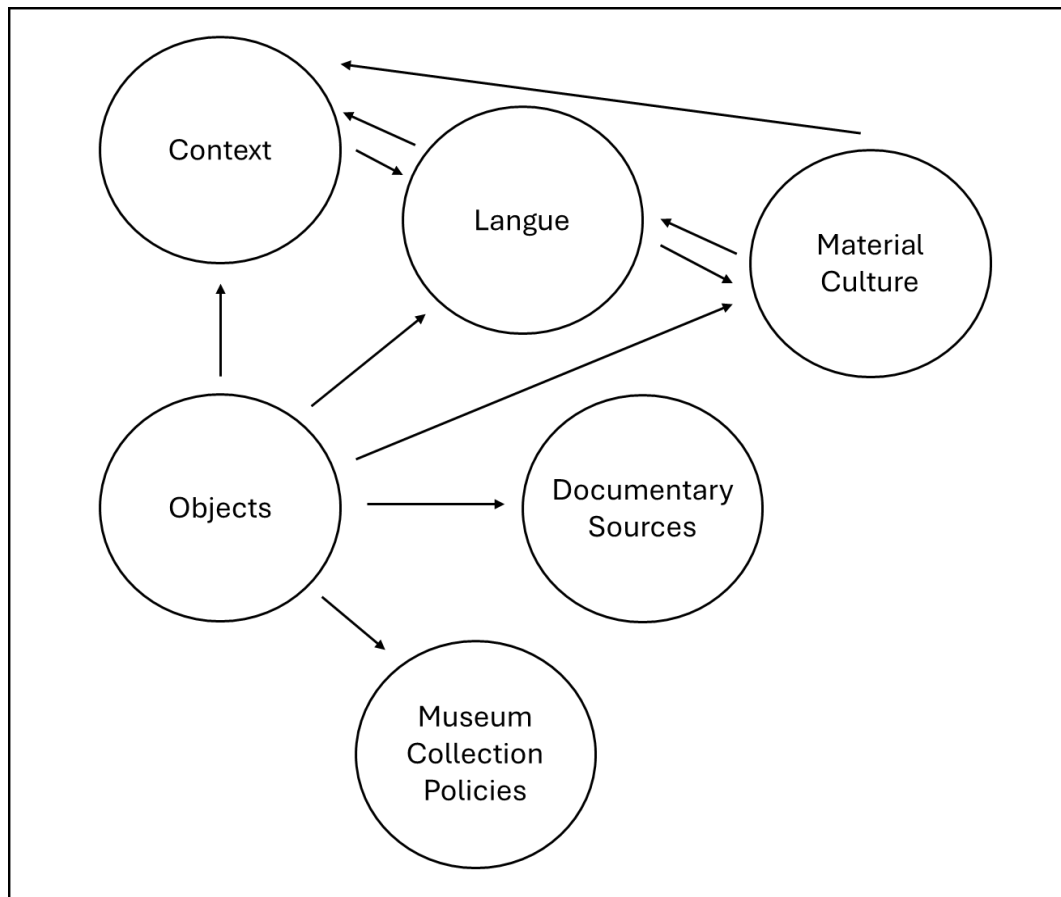 Context
Langue
Material
Culture
Objects
Documentary
Sources
Museum
Collection
Policies